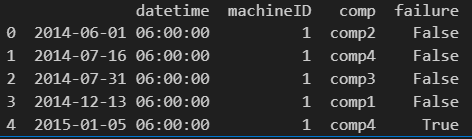 datetime machineID comp failure
0 2014-06-01 06:00:00 1 comp2 False
1 2014-07-16 06:00:00 1 comp4 False
2 2014-07-31 06:00:00 1 comp3 False
3 2014-12-13 06:00:00 1 comp1 False
4 2015-01-05 06:00:00 1 comp4 True